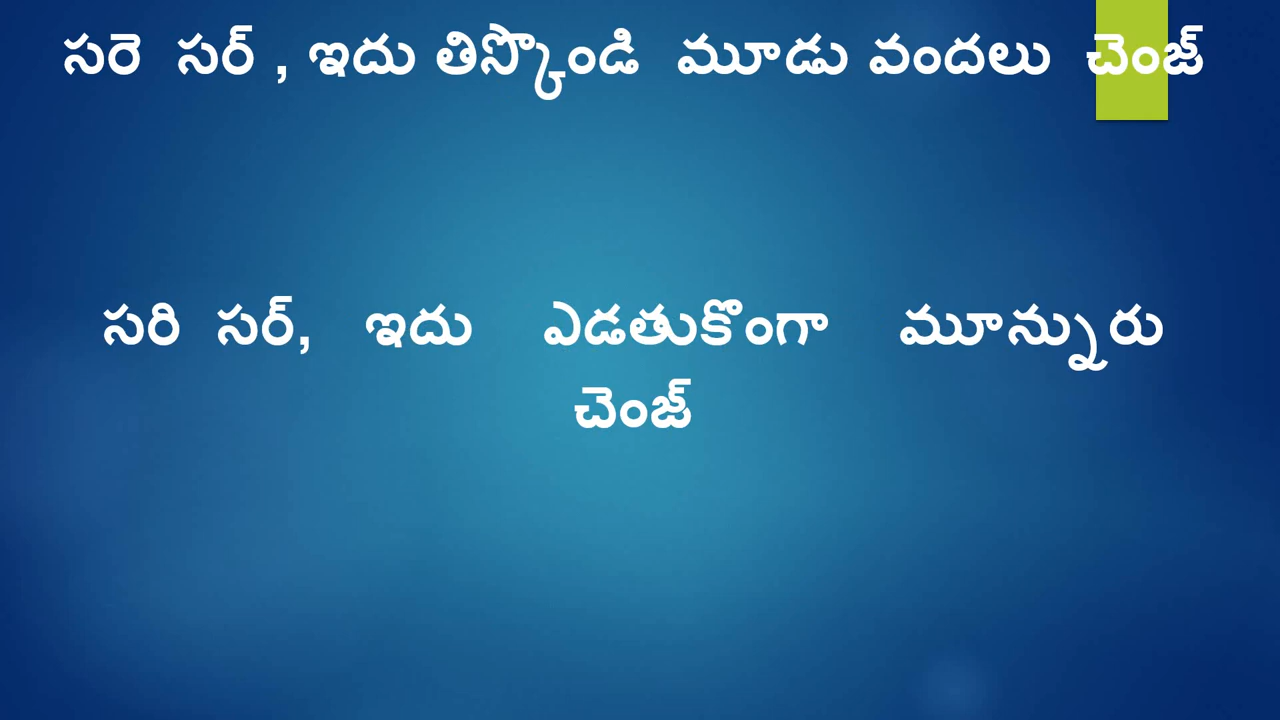 సరె సర్ , ఇదు తిస్కొండి మూడు వందలు చెంజ్
సరి సర్, ఇదు ఎడతుకొంగా మూన్నురు
చెంజ్